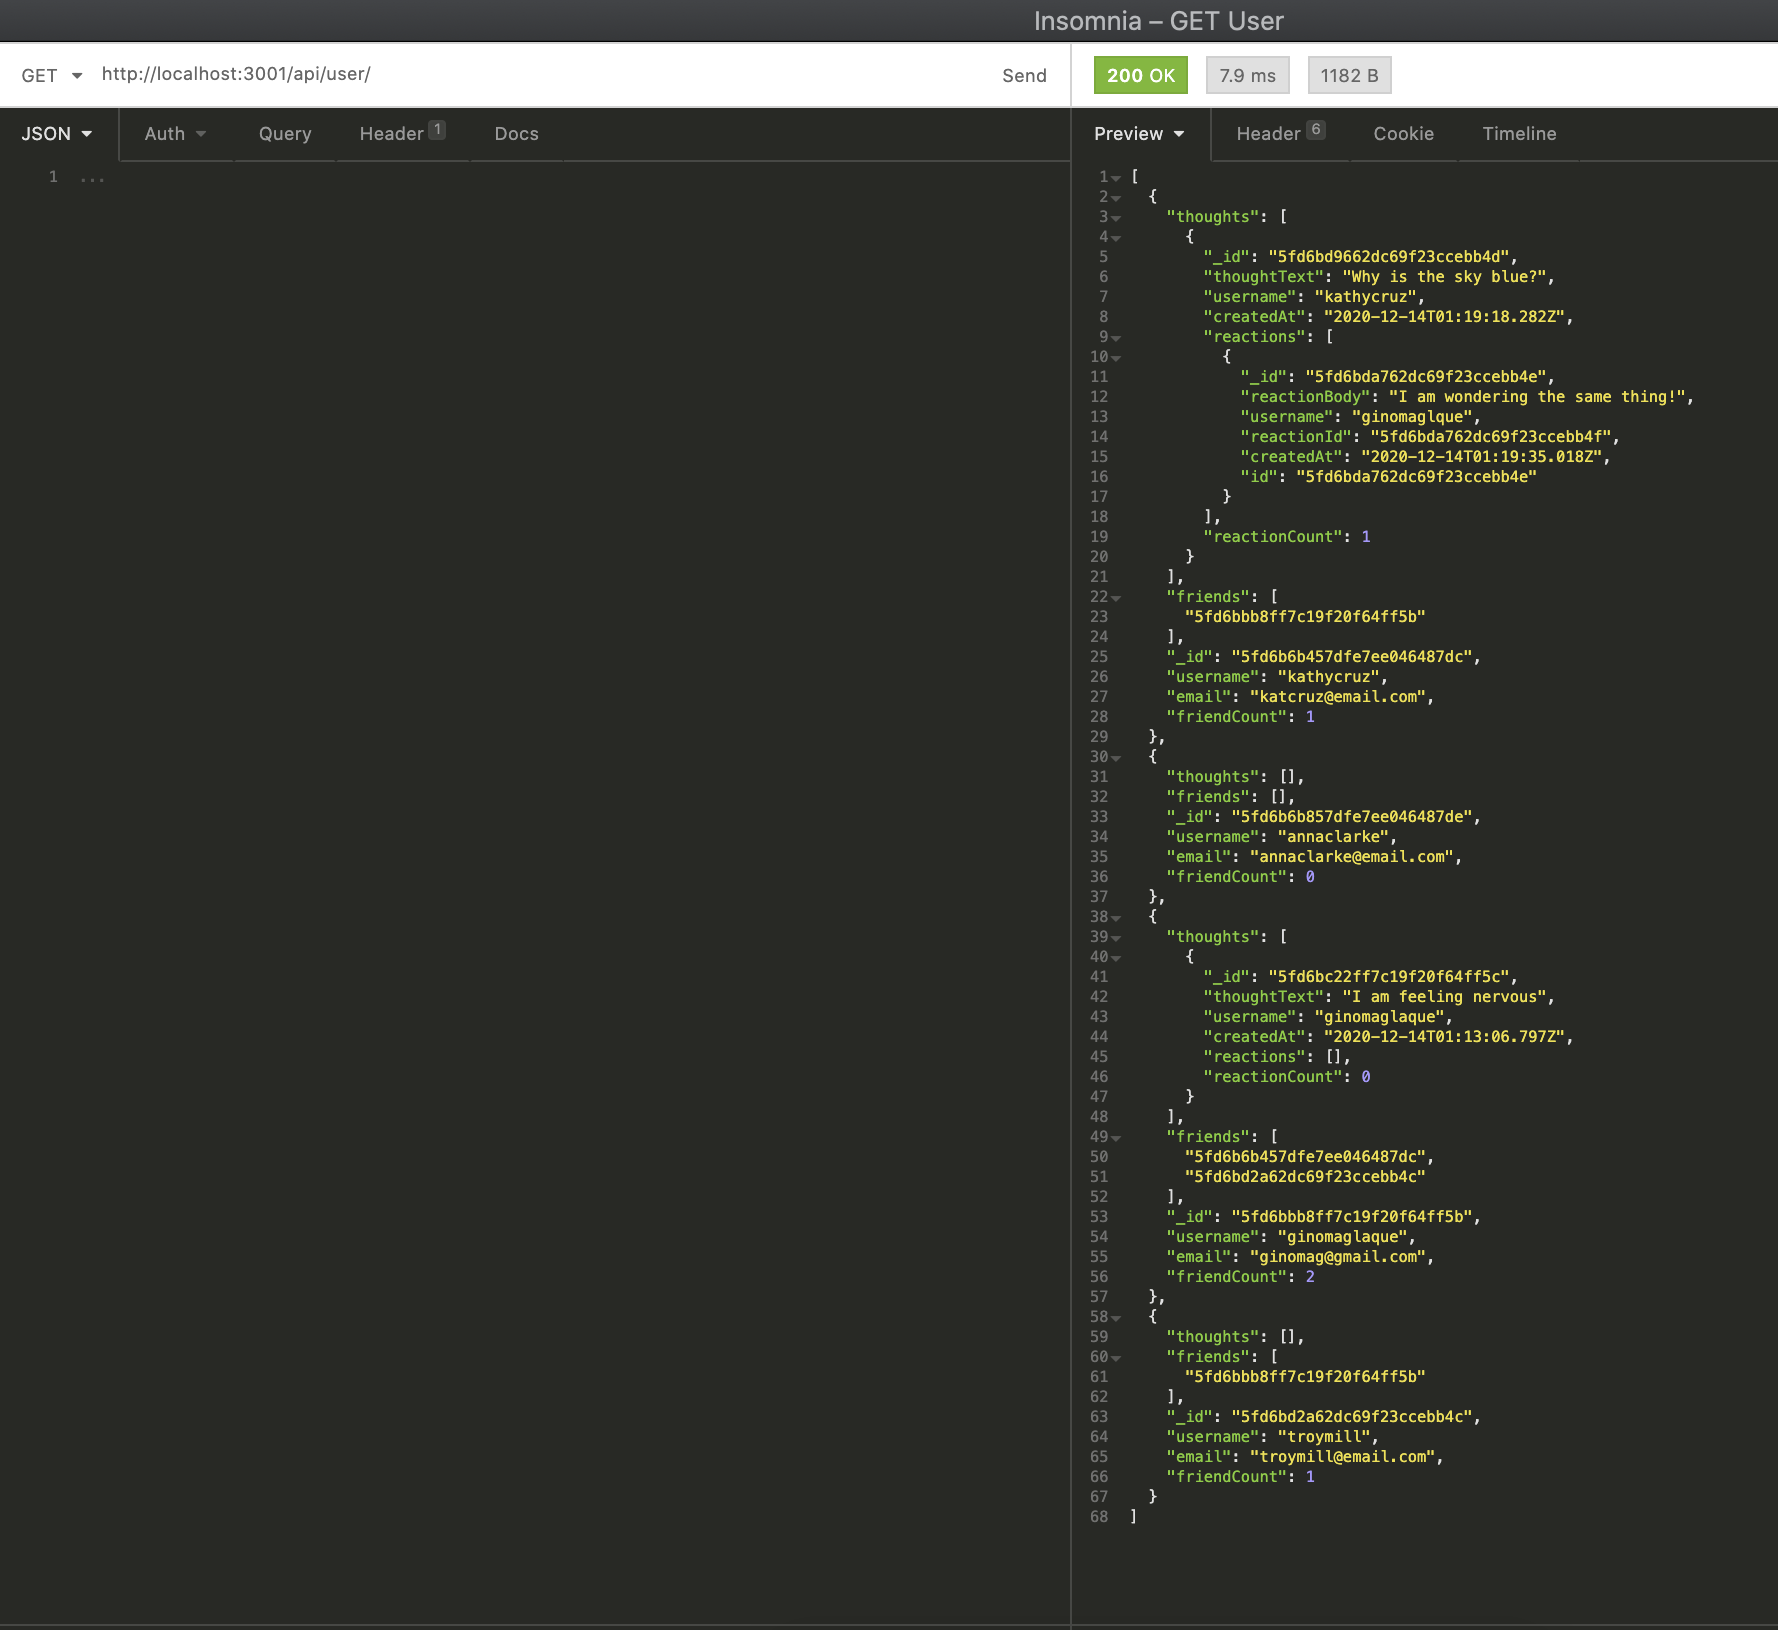 Insomnia – GET User
GET http://localhost:3001/api/user/ Send
200 OK 7.9 ms 1182 B
JSON Auth Query Header 1 Docs
Preview Header 6 Cookie Timeline
1 ...
1 [
2 {
3 "thoughts": [
4 {
5 "_id": "5fd6bd9662dc69f23ccebb4d",
6 "thoughtText": "Why is the sky blue?",
7 "username": "kathycruz",
8 "createdAt": "2020-12-14T01:19:18.282Z",
9 "reactions": [
10 {
11 "_id": "5fd6bda762dc69f23ccebb4e",
12 "reactionBody": "I am wondering the same thing!",
13 "username": "ginomaglque",
14 "reactionId": "5fd6bda762dc69f23ccebb4f",
15 "createdAt": "2020-12-14T01:19:35.018Z",
16 "id": "5fd6bda762dc69f23ccebb4e"
17 }
18 ],
19 "reactionCount": 1
20 }
21 ],
22 "friends": [
23 "5fd6bbb8ff7c19f20f64ff5b"
24 ],
25 "_id": "5fd6b6b457dfe7ee046487dc",
26 "username": "kathycruz",
27 "email": "katcruz@email.com",
28 "friendCount": 1
29 },
30 {
31 "thoughts": [],
32 "friends": [],
33 "_id": "5fd6b6b857dfe7ee046487de",
34 "username": "annaclarke",
35 "email": "annaclarke@email.com",
36 "friendCount": 0
37 },
38 {
39 "thoughts": [
40 {
41 "_id": "5fd6bc22ff7c19f20f64ff5c",
42 "thoughtText": "I am feeling nervous",
43 "username": "ginomaglaque",
44 "createdAt": "2020-12-14T01:13:06.797Z",
45 "reactions": [],
46 "reactionCount": 0
47 }
48 ],
49 "friends": [
50 "5fd6b6b457dfe7ee046487dc",
51 "5fd6bd2a62dc69f23ccebb4c"
52 ],
53 "_id": "5fd6bbb8ff7c19f20f64ff5b",
54 "username": "ginomaglaque",
55 "email": "ginomag@gmail.com",
56 "friendCount": 2
57 },
58 {
59 "thoughts": [],
60 "friends": [
61 "5fd6bbb8ff7c19f20f64ff5b"
62 ],
63 "_id": "5fd6bd2a62dc69f23ccebb4c",
64 "username": "troymill",
65 "email": "troymill@email.com",
66 "friendCount": 1
67 }
68 ]